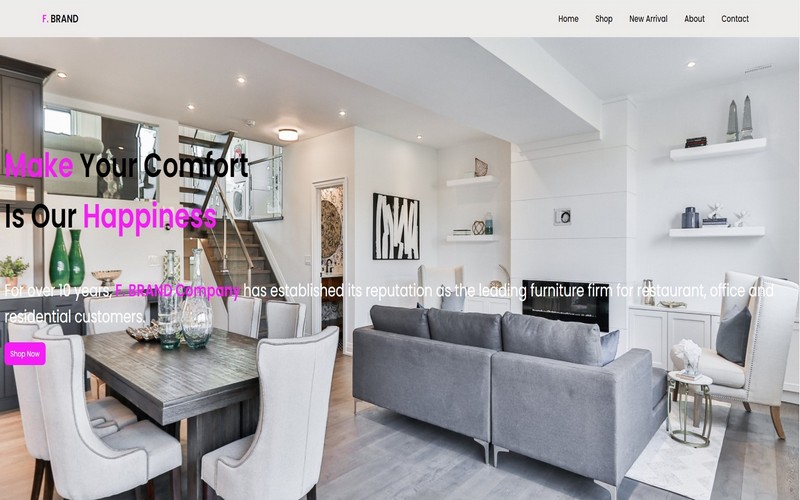 F. BRAND
Home Shop New Arrival About Contact
Make Your Comfort
Is Our Happiness
For over 10 years, F. BRAND Company has established its reputation as the leading furniture firm for restaurant, office and
residential customers.
Shop Now